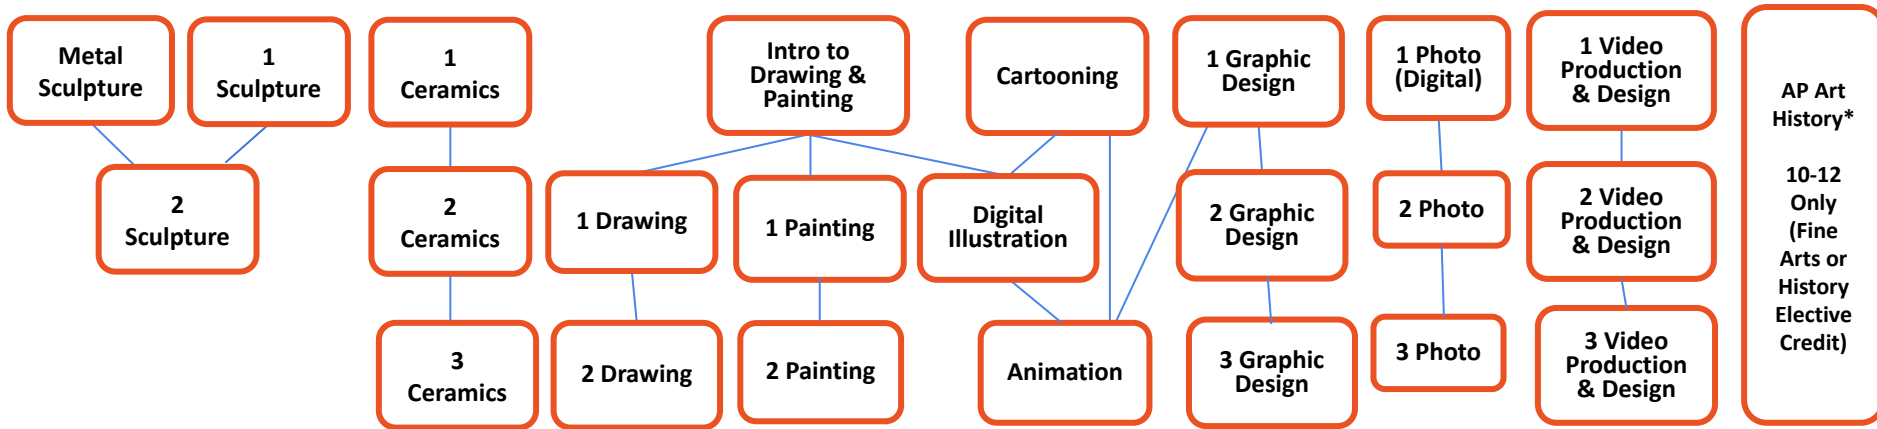 Metal
Sculpture
1
Sculpture
1
Ceramics
Intro to
Drawing &
Painting
Cartooning
1 Graphic
Design
1 Photo
(Digital)
1 Video
Production
& Design
AP Art
History*
10-12
Only
(Fine
Arts or
History
Elective
Credit)
2
Sculpture
2
Ceramics
1 Drawing
1 Painting
Digital
Illustration
2 Graphic
Design
2 Photo
2 Video
Production
& Design
3
Ceramics
2 Drawing
2 Painting
Animation
3 Graphic
Design
3 Photo
3 Video
Production
& Design